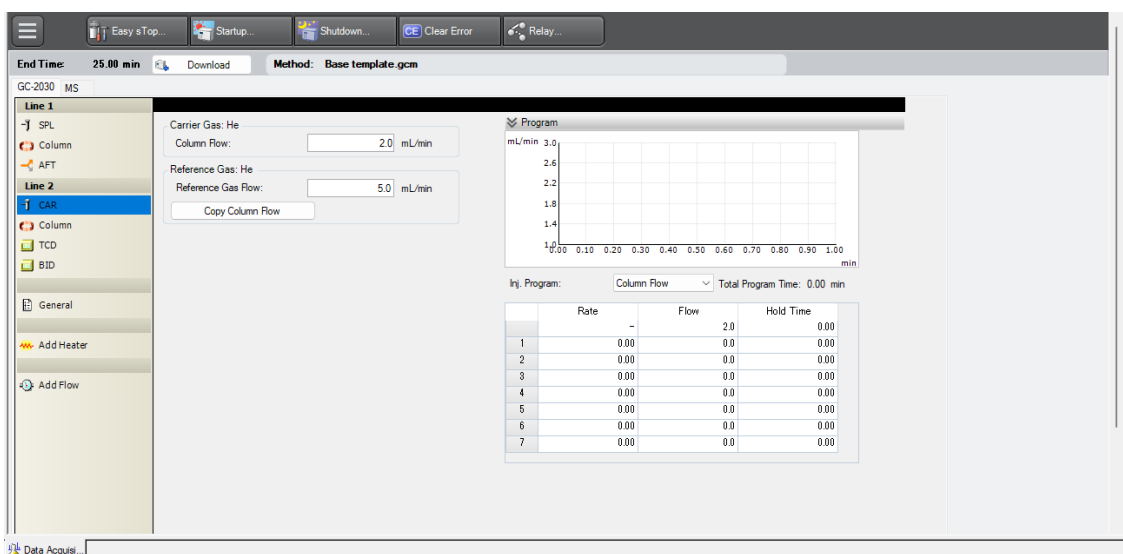 Easy sTop... Startup... Shutdown... CE Clear Error Relay...
End Time: 25.00 min Download Method: Base template.gcm
GC-2030 MS
Line 1
SPL
Column
AFT
Line 2
CAR
Column
TCD
BID
General
Add Heater
Add Flow
Carrier Gas: He
Column Flow: 2.0 mL/min
Reference Gas: He
Reference Gas Flow: 5.0 mL/min
Copy Column Flow
Program
mL/min
3.0
2.6
2.2
1.8
1.4
1.0
0.00 0.10 0.20 0.30 0.40 0.50 0.60 0.70 0.80 0.90 1.00
min
Inj. Program: Column Flow Total Program Time: 0.00 min
Rate Flow Hold Time
- 2.0 0.00
1 0.00 0.0 0.00
2 0.00 0.0 0.00
3 0.00 0.0 0.00
4 0.00 0.0 0.00
5 0.00 0.0 0.00
6 0.00 0.0 0.00
7 0.00 0.0 0.00
Data Acquisi...